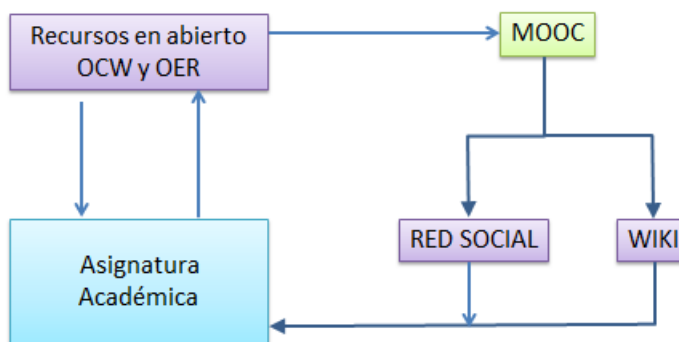 Recursos en abierto
OCW y OER
MOOC
RED SOCIAL
WIKI
Asignatura
Académica